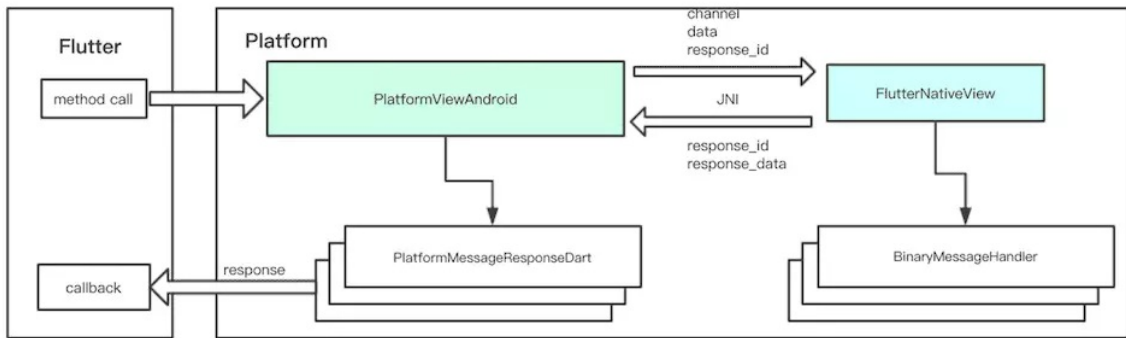 Flutter
method call
callback
Platform
PlatformViewAndroid
channel
data
response_id
JNI
response_id
response_data
FlutterNativeView
PlatformMessageResponseDart
response
BinaryMessageHandler